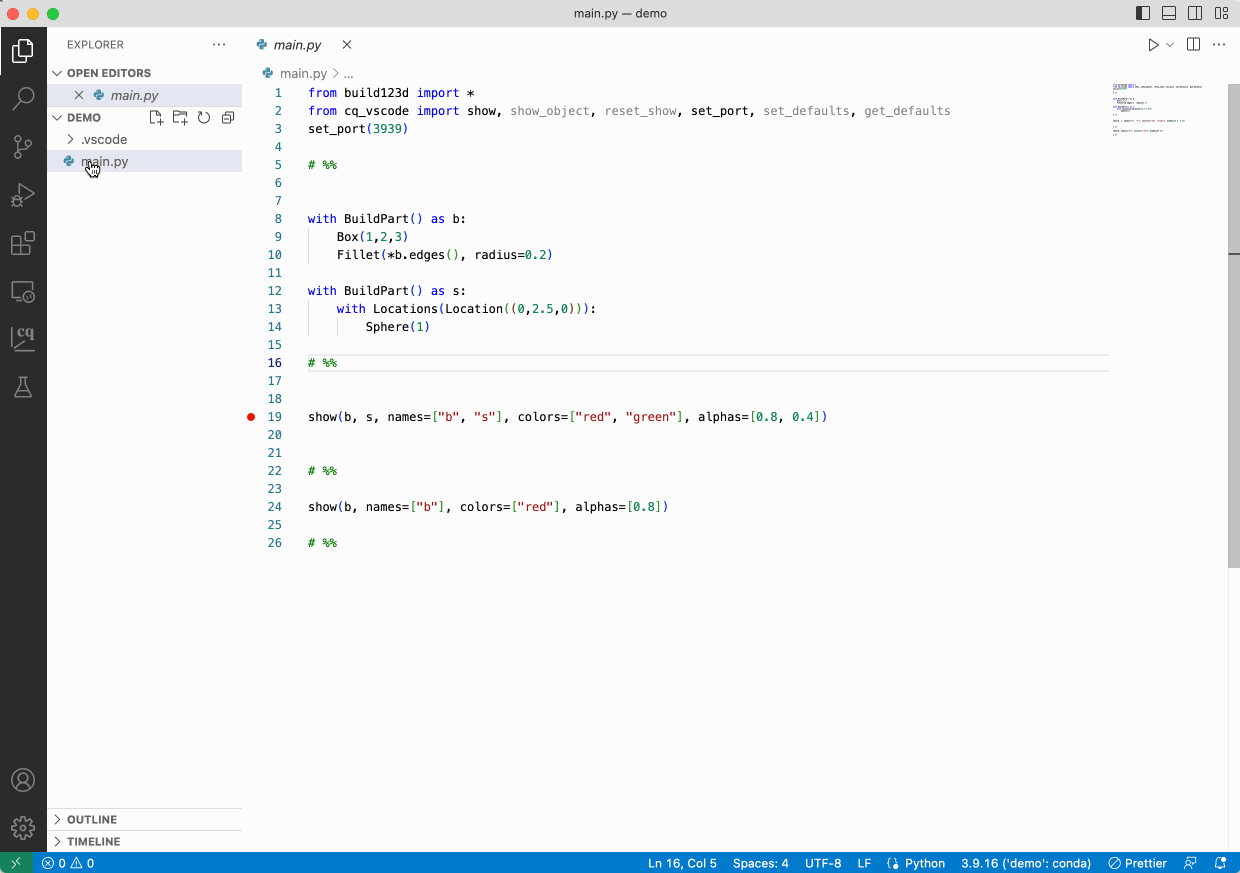 main.py — demo
EXPLORER
OPEN EDITORS
main.py
DEMO
.vscode
main.py
cq
OUTLINE
TIMELINE
main.py
main.py > ...
1 from build123d import *
2 from cq_vscode import show, show_object, reset_show, set_port, set_defaults, get_defaults
3 set_port(3939)
4
5 # %%
6
7
8 with BuildPart() as b:
9 Box(1,2,3)
10 Fillet(*b.edges(), radius=0.2)
11
12 with BuildPart() as s:
13 with Locations(Location((0,2.5,0))):
14 Sphere(1)
15
16 # %%
17
18
19 show(b, s, names=["b", "s"], colors=["red", "green"], alphas=[0.8, 0.4])
20
21
22 # %%
23
24 show(b, names=["b"], colors=["red"], alphas=[0.8])
25
26 # %%
0 0 Ln 16, Col 5 Spaces: 4 UTF-8 LF Python 3.9.16 ('demo': conda) Prettier